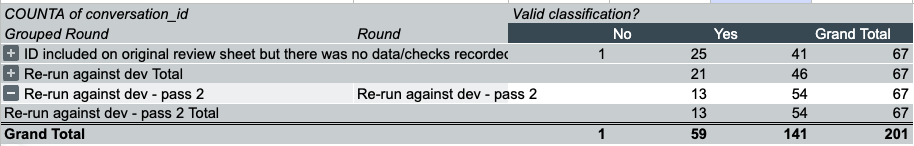 COUNTA of conversation_id Valid classification?
Grouped Round Round No Yes Grand Total
ID included on original review sheet but there was no data/checks recorded 1 25 41 67
Re-run against dev Total 21 46 67
Re-run against dev - pass 2 Re-run against dev - pass 2 13 54 67
Re-run against dev - pass 2 Total 13 54 67
Grand Total 1 59 141 201